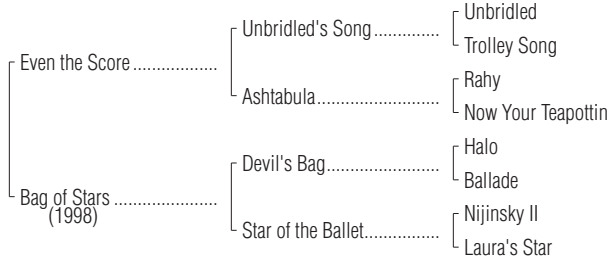 Unbridled
Unbridled's Song..............
Trolley Song
Even the Score..................
Rahy
Ashtabula..........................
Now Your Teapottin
Halo
Devil's Bag........................
Ballade
Bag of Stars ......................
(1998)
Nijinsky II
Star of the Ballet................
Laura's Star